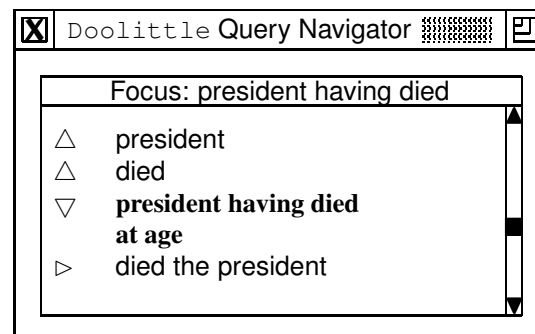 Doolittle Query Navigator
Focus: president having died
△ president
△ died
▽ president having died
at age
▷ died the president